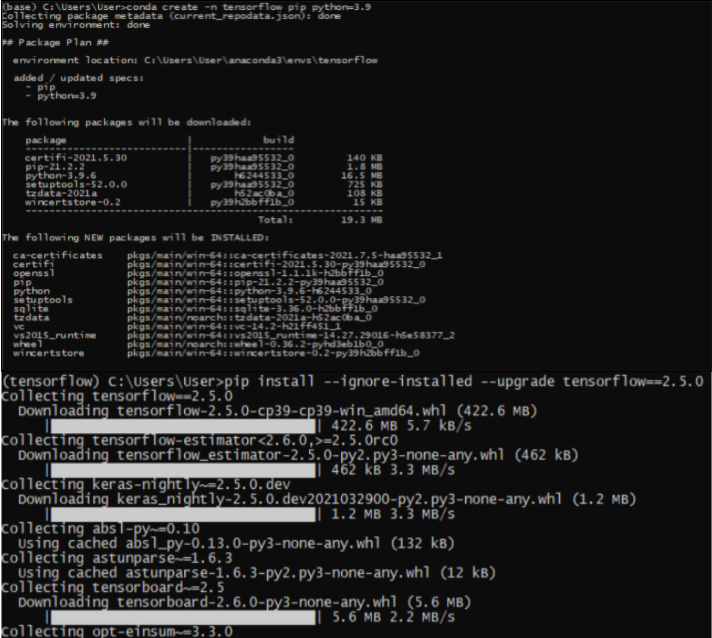 (base) C:\Users\User>conda create -n tensorflow pip python=3.9
Collecting package metadata (current_repodata.json): done
Solving environment: done
## Package Plan ##
environment location: C:\Users\User\anaconda3\envs\tensorflow
added / updated specs:
- pip
- python=3.9
The following packages will be downloaded:
package | build
---------------------------|-----------------
certifi-2021.5.30 | py39haa95532_0 140 KB
pip-21.2.2 | py39haa95532_0 1.8 MB
python-3.9.6 | h6244533_0 16.5 MB
setuptools-52.0.0 | py39haa95532_0 725 KB
tzdata-2021a | h52ac0ba_0 108 KB
wincertstore-0.2 | py39h2bbff1b_0 15 KB
------------------------------------------------------------
Total: 19.3 MB
The following NEW packages will be INSTALLED:
ca-certificates pkgs/main/win-64::ca-certificates-2021.7.5-haa95532_1
certifi pkgs/main/win-64::certifi-2021.5.30-py39haa95532_0
openssl pkgs/main/win-64::openssl-1.1.1k-h2bbff1b_0
pip pkgs/main/win-64::pip-21.2.2-py39haa95532_0
python pkgs/main/win-64::python-3.9.6-h6244533_0
setuptools pkgs/main/win-64::setuptools-52.0.0-py39haa95532_0
sqlite pkgs/main/win-64::sqlite-3.36.0-h2bbff1b_0
tzdata pkgs/main/noarch::tzdata-2021a-h52ac0ba_0
vc pkgs/main/win-64::vc-14.2-h21ff451_1
vs2015_runtime pkgs/main/win-64::vs2015_runtime-14.27.29016-h5e58377_2
wheel pkgs/main/noarch::wheel-0.36.2-pyhd3eb1b0_0
wincertstore pkgs/main/win-64::wincertstore-0.2-py39h2bbff1b_0
(tensorflow) C:\Users\User>pip install --ignore-installed --upgrade tensorflow==2.5.0
Collecting tensorflow==2.5.0
Downloading tensorflow-2.5.0-cp39-cp39-win_amd64.whl (422.6 MB)
| | 422.6 MB 5.7 kB/s
Collecting tensorflow-estimator<2.6.0,>=2.5.0rc0
Downloading tensorflow_estimator-2.5.0-py2.py3-none-any.whl (462 kB)
| | 462 kB 3.3 MB/s
Collecting keras-nightly~=2.5.0.dev
Downloading keras_nightly-2.5.0.dev2021032900-py2.py3-none-any.whl (1.2 MB)
| | 1.2 MB 3.3 MB/s
Collecting absl-py~=0.10
Using cached absl_py-0.13.0-py3-none-any.whl (132 kB)
Collecting astunparse~=1.6.3
Using cached astunparse-1.6.3-py2.py3-none-any.whl (12 kB)
Collecting tensorboard~=2.5
Downloading tensorboard-2.6.0-py3-none-any.whl (5.6 MB)
| | 5.6 MB 2.2 MB/s
Collecting opt-einsum~=3.3.0